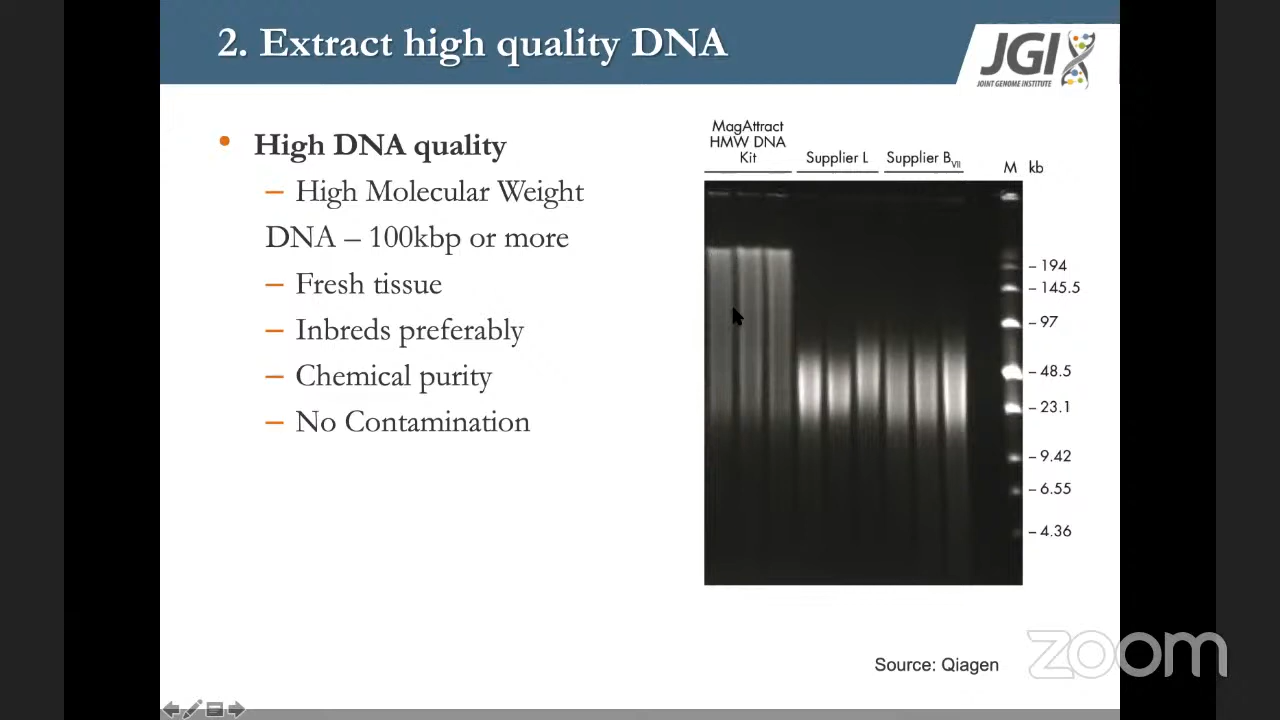 2. Extract high quality DNA
JGI
JOINT GENOME INSTITUTE
• High DNA quality
– High Molecular Weight
DNA – 100kbp or more
– Fresh tissue
– Inbreds preferably
– Chemical purity
– No Contamination
MagAttract
HMW DNA
Kit
Supplier L
Supplier BVII
M kb
– 194
– 145.5
– 97
– 48.5
– 23.1
– 9.42
– 6.55
– 4.36
Source: Qiagen
zoom